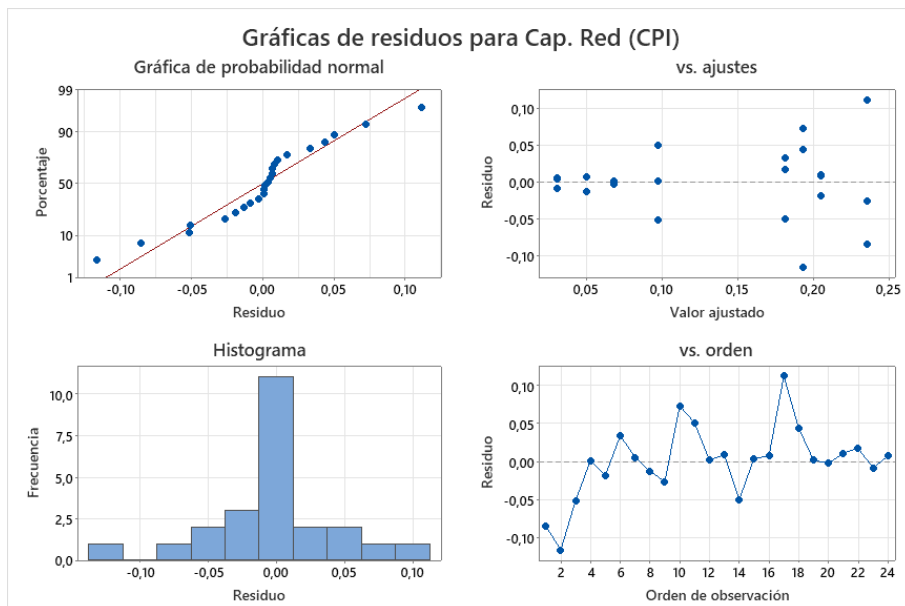 Gráficas de residuos para Cap. Red (CPI)
Gráfica de probabilidad normal
99
90
50
10
1
Porcentaje
-0,10 -0,05 0,00 0,05 0,10
Residuo
vs. ajustes
0,10
0,05
0,00
-0,05
-0,10
Residuo
0,05 0,10 0,15 0,20 0,25
Valor ajustado
Histograma
10,0
7,5
5,0
2,5
0,0
Frecuencia
-0,10 -0,05 0,00 0,05 0,10
Residuo
vs. orden
0,10
0,05
0,00
-0,05
-0,10
Residuo
2 4 6 8 10 12 14 16 18 20 22 24
Orden de observación